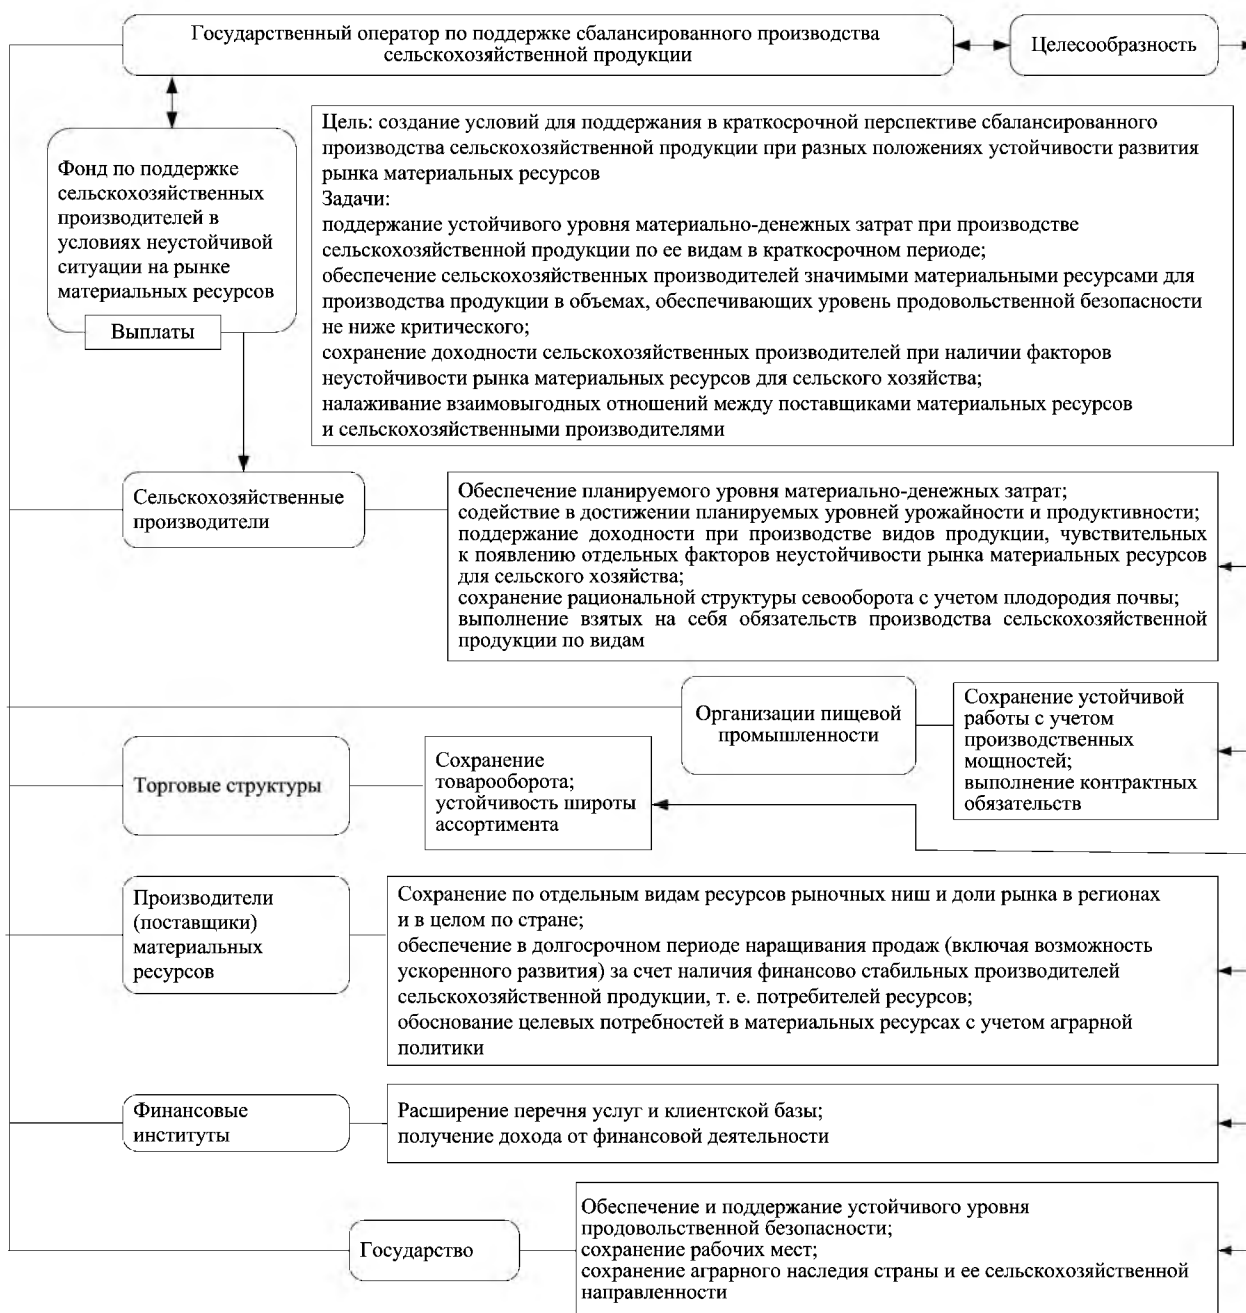 Государственный оператор по поддержке сбалансированного производства
сельскохозяйственной продукции
Целесообразность
Фонд по поддержке
сельскохозяйственных
производителей в
условиях неустойчивой
ситуации на рынке
материальных ресурсов
Выплаты
Цель: создание условий для поддержания в краткосрочной перспективе сбалансированного
производства сельскохозяйственной продукции при разных положениях устойчивости развития
рынка материальных ресурсов
Задачи:
поддержание устойчивого уровня материально-денежных затрат при производстве
сельскохозяйственной продукции по ее видам в краткосрочном периоде;
обеспечение сельскохозяйственных производителей значимыми материальными ресурсами для
производства продукции в объемах, обеспечивающих уровень продовольственной безопасности
не ниже критического;
сохранение доходности сельскохозяйственных производителей при наличии факторов
неустойчивости рынка материальных ресурсов для сельского хозяйства;
налаживание взаимовыгодных отношений между поставщиками материальных ресурсов
и сельскохозяйственными производителями
Сельскохозяйственные
производители
Обеспечение планируемого уровня материально-денежных затрат;
содействие в достижении планируемых уровней урожайности и продуктивности;
поддержание доходности при производстве видов продукции, чувствительных
к появлению отдельных факторов неустойчивости рынка материальных ресурсов
для сельского хозяйства;
сохранение рациональной структуры севооборота с учетом плодородия почвы;
выполнение взятых на себя обязательств производства сельскохозяйственной
продукции по видам
Организации пищевой
промышленности
Сохранение устойчивой
работы с учетом
производственных
мощностей;
выполнение контрактных
обязательств
Торговые структуры
Сохранение
товарооборота;
устойчивость широты
ассортимента
Производители
(поставщики)
материальных
ресурсов
Сохранение по отдельным видам ресурсов рыночных ниш и доли рынка в регионах
и в целом по стране;
обеспечение в долгосрочном периоде наращивания продаж (включая возможность
ускоренного развития) за счет наличия финансово стабильных производителей
сельскохозяйственной продукции, т. е. потребителей ресурсов;
обоснование целевых потребностей в материальных ресурсах с учетом аграрной
политики
Финансовые
институты
Расширение перечня услуг и клиентской базы;
получение дохода от финансовой деятельности
Государство
Обеспечение и поддержание устойчивого уровня
продовольственной безопасности;
сохранение рабочих мест;
сохранение аграрного наследия страны и ее сельскохозяйственной
направленности